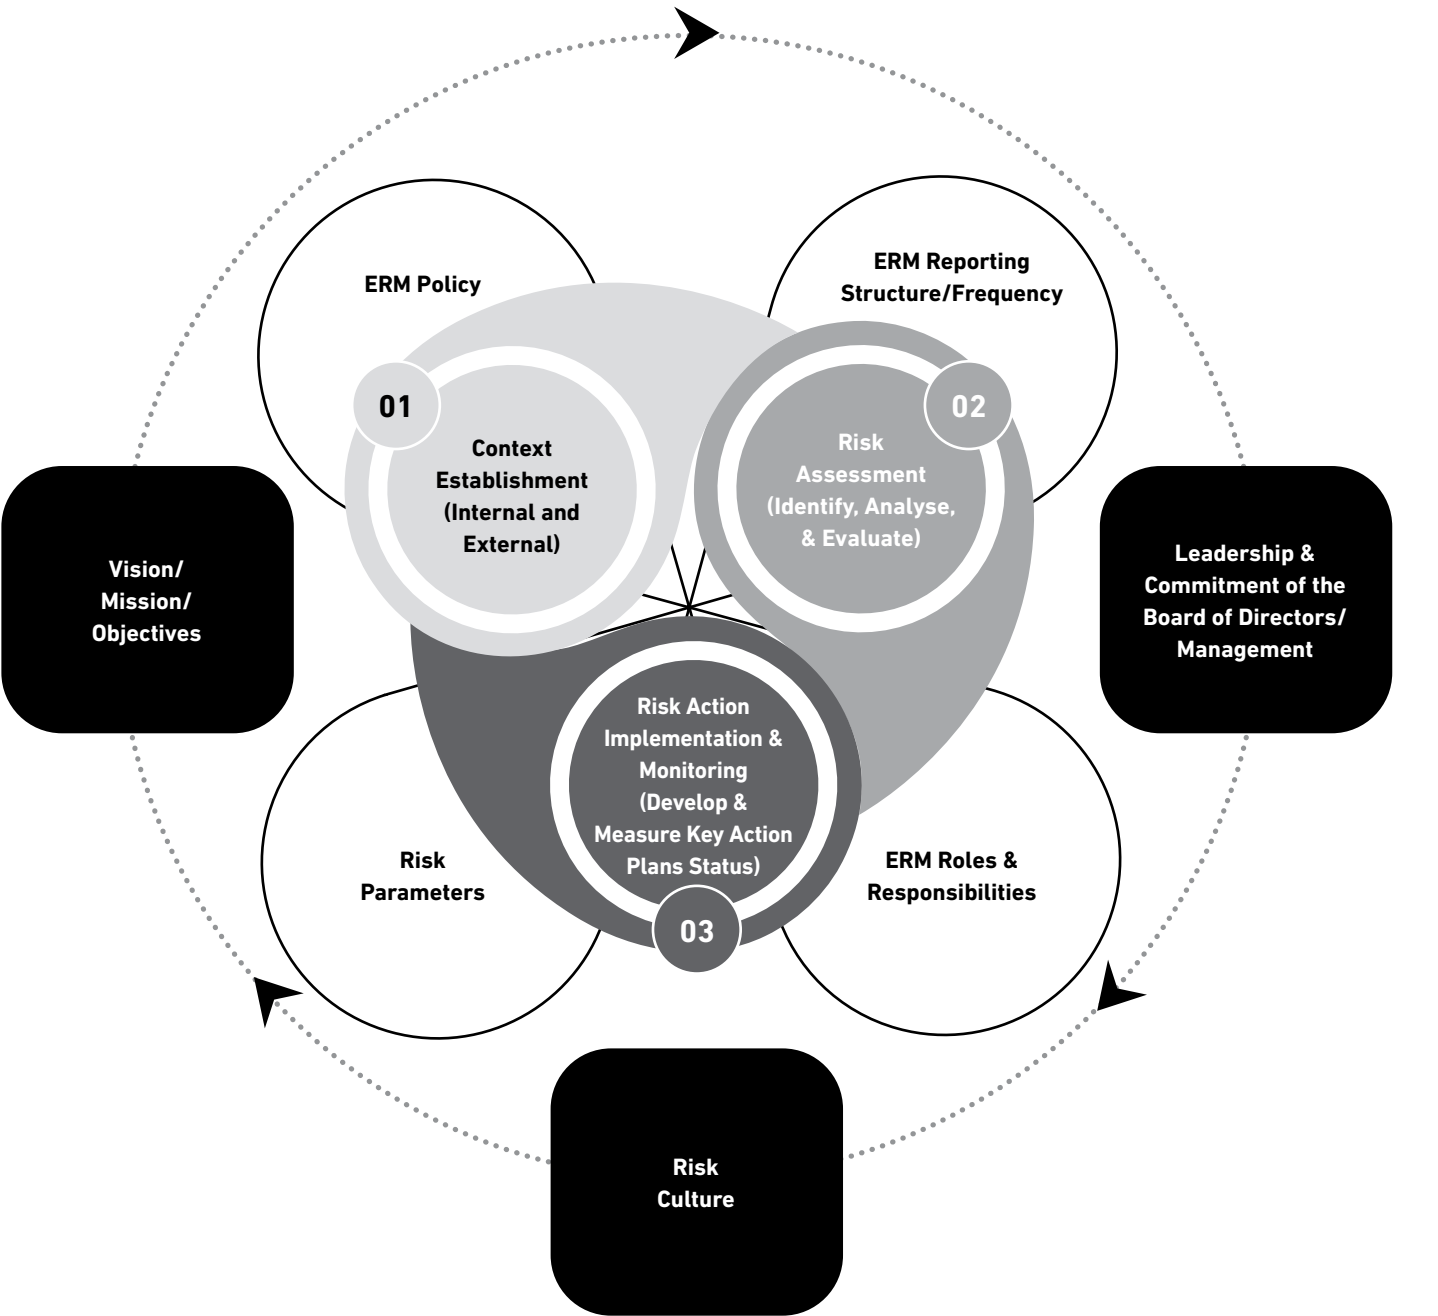 ERM Policy
ERM Reporting
Structure/Frequency
01
Context
Establishment
(Internal and
External)
02
Risk
Assessment
(Identify, Analyse,
& Evaluate)
Vision/
Mission/
Objectives
Leadership &
Commitment of the
Board of Directors/
Management
Risk Action
Implementation &
Monitoring
(Develop &
Measure Key Action
Plans Status)
03
Risk
Parameters
ERM Roles &
Responsibilities
Risk
Culture